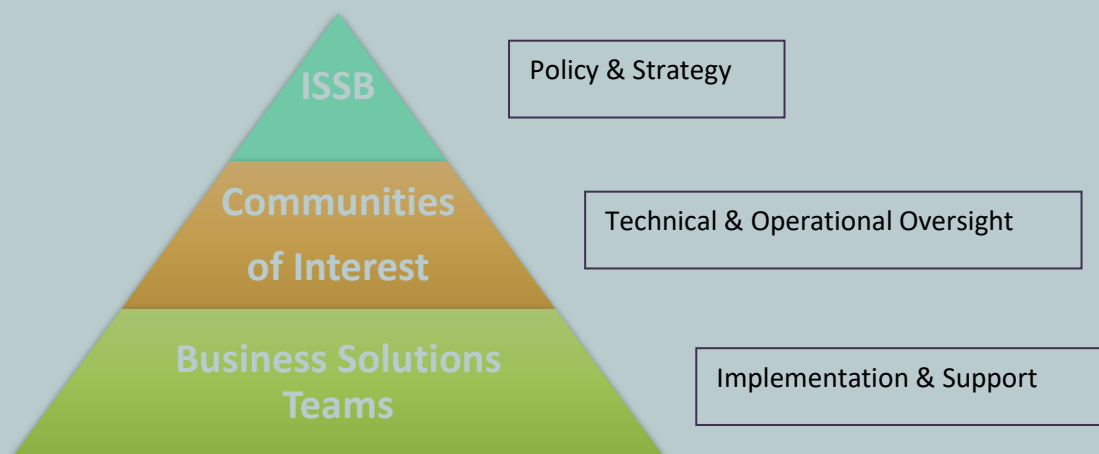 ISSB
Policy & Strategy
Communities
of Interest
Technical & Operational Oversight
Business Solutions
Teams
Implementation & Support